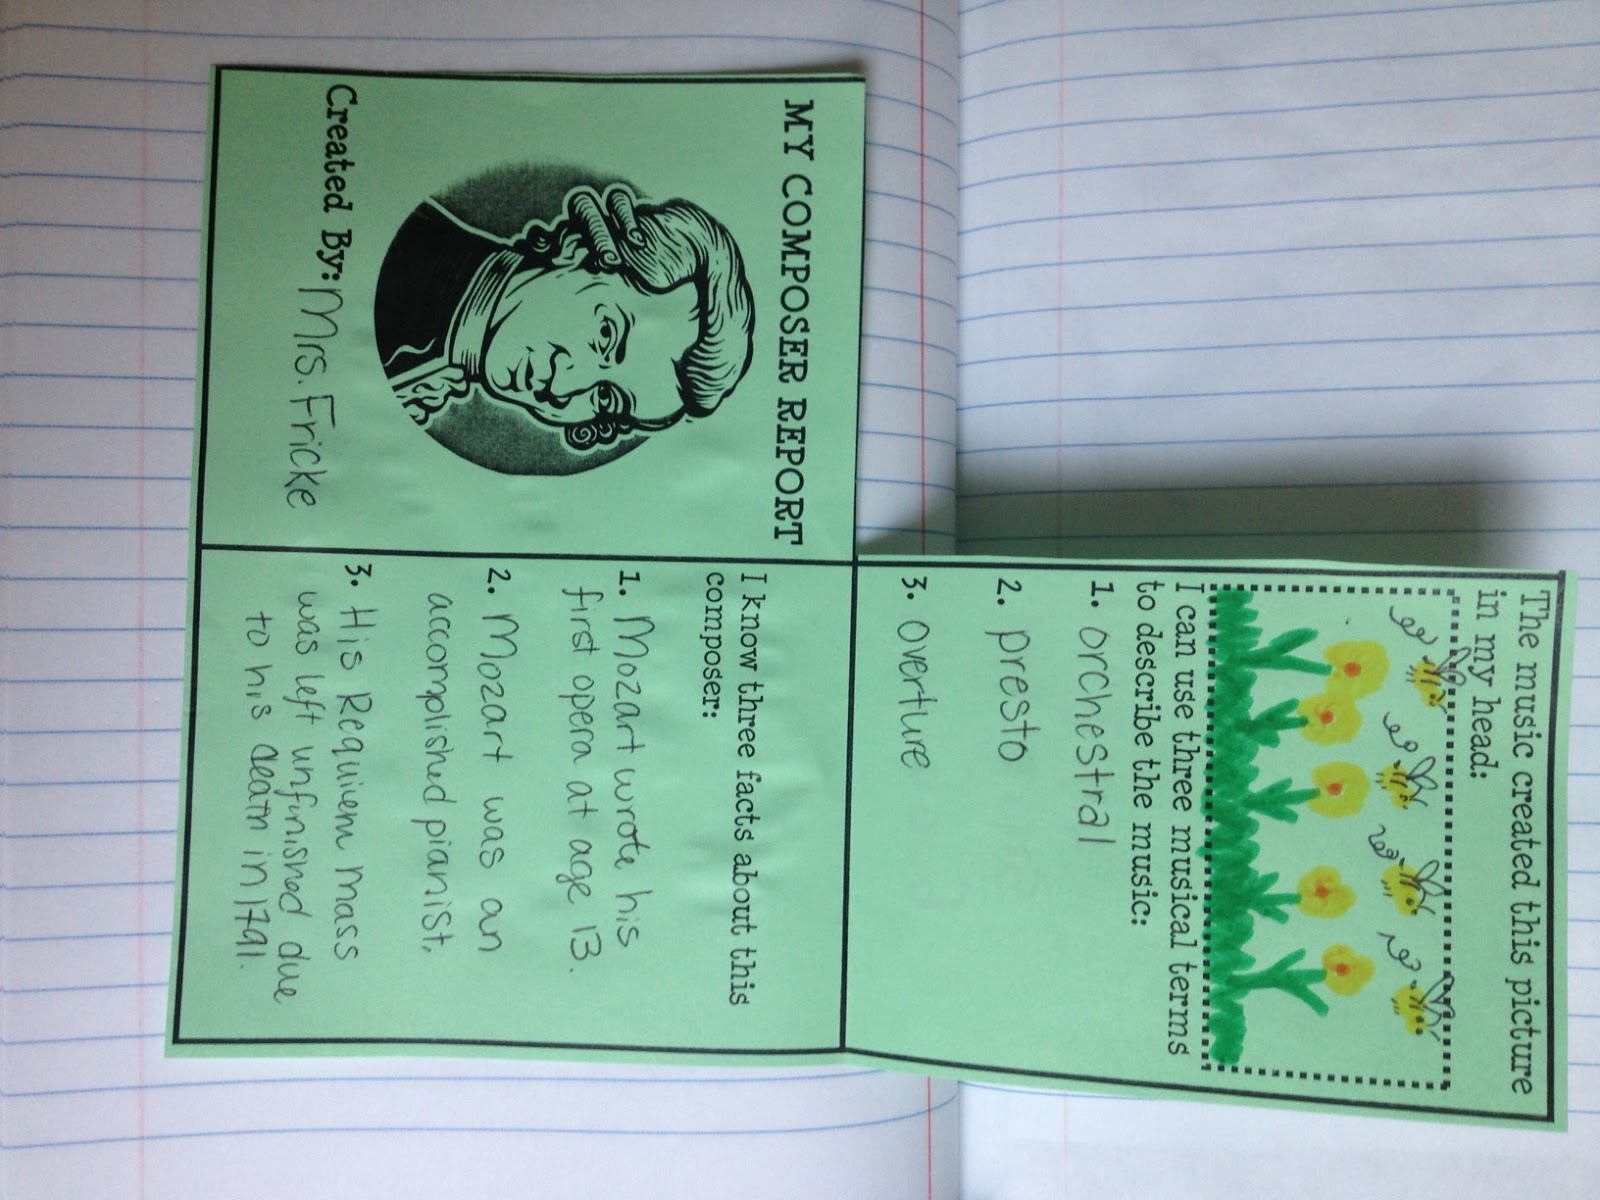 MY COMPOSER REPORT
Created By: Mrs. Fricke
The music created this picture
in my head:
I can use three musical terms
to describe the music:
1. orchestral
2. presto
3. overture
I know three facts about this
composer:
1. Mozart wrote his
first opera at age 13.
2. Mozart was an
accomplished pianist.
3. His Requiem mass
was left unfinished due
to his death in 1791.